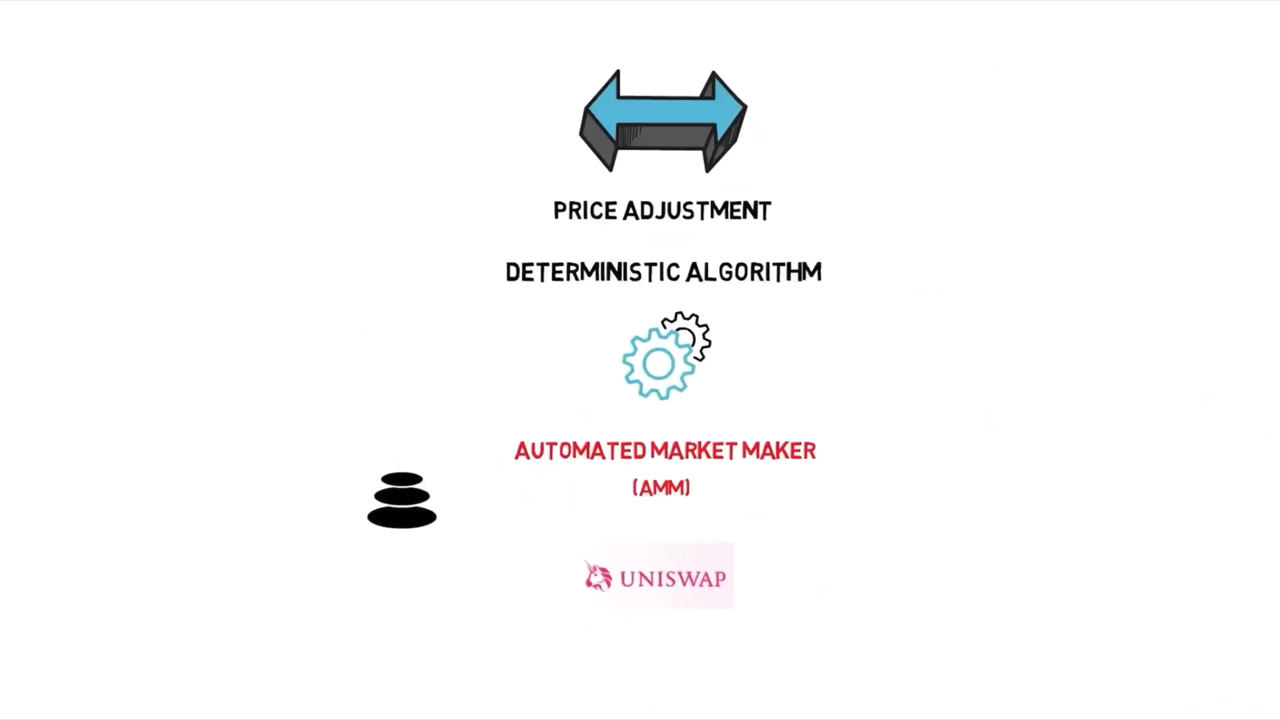 PRICE ADJUSTMENT
DETERMINISTIC ALGORITHM
AUTOMATED MARKET MAKER
(AMM)
UNISWAP